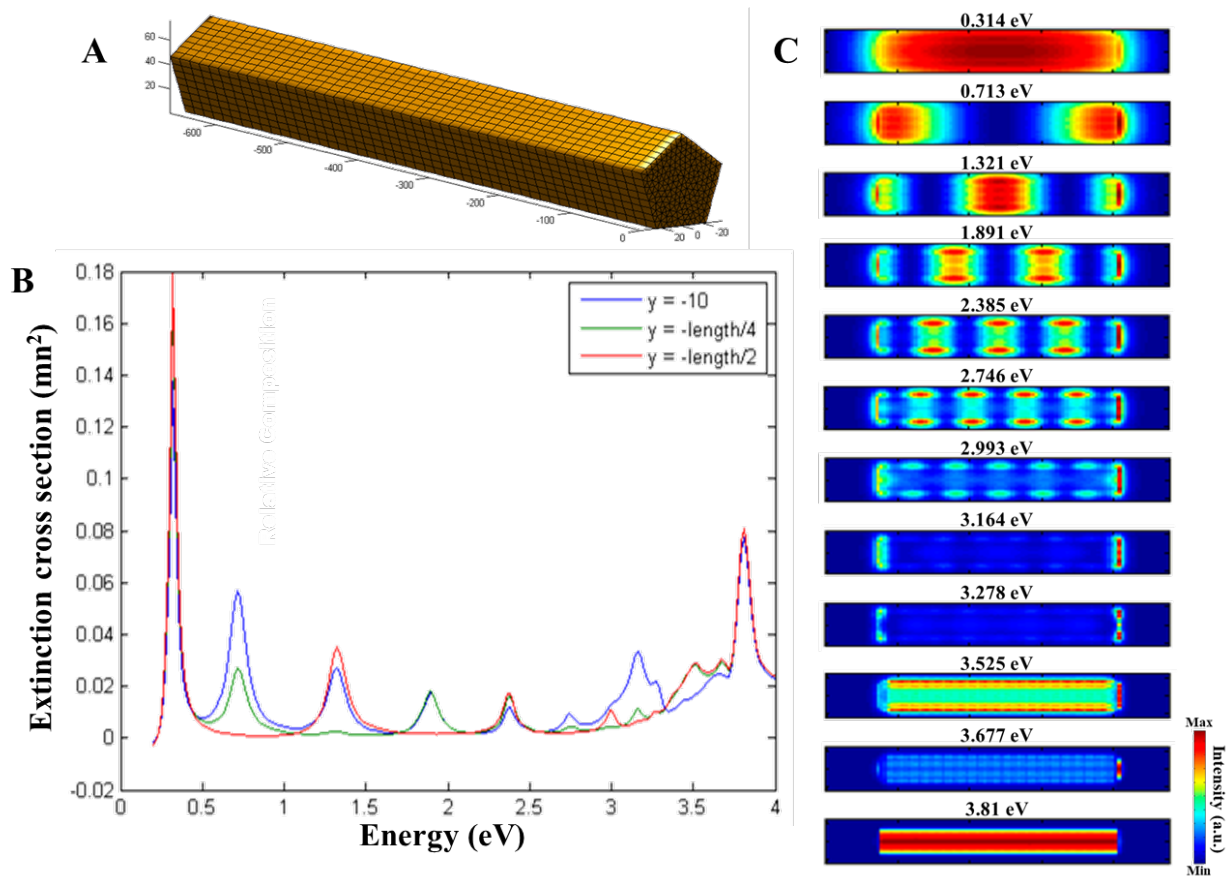 A
60
40
20
-600
-500
-400
-300
-200
-100
0
20
0
-20
B
Extinction cross section (mm²)
0.18
0.16
0.14
0.12
0.1
0.08
0.06
0.04
0.02
0
-0.02
Relative Composition
y = -10
y = -length/4
y = -length/2
0 0.5 1 1.5 2 2.5 3 3.5 4
Energy (eV)
C
0.314 eV
0.713 eV
1.321 eV
1.891 eV
2.385 eV
2.746 eV
2.993 eV
3.164 eV
3.278 eV
3.525 eV
3.677 eV
3.81 eV
Max
Intensity (a.u.)
Min